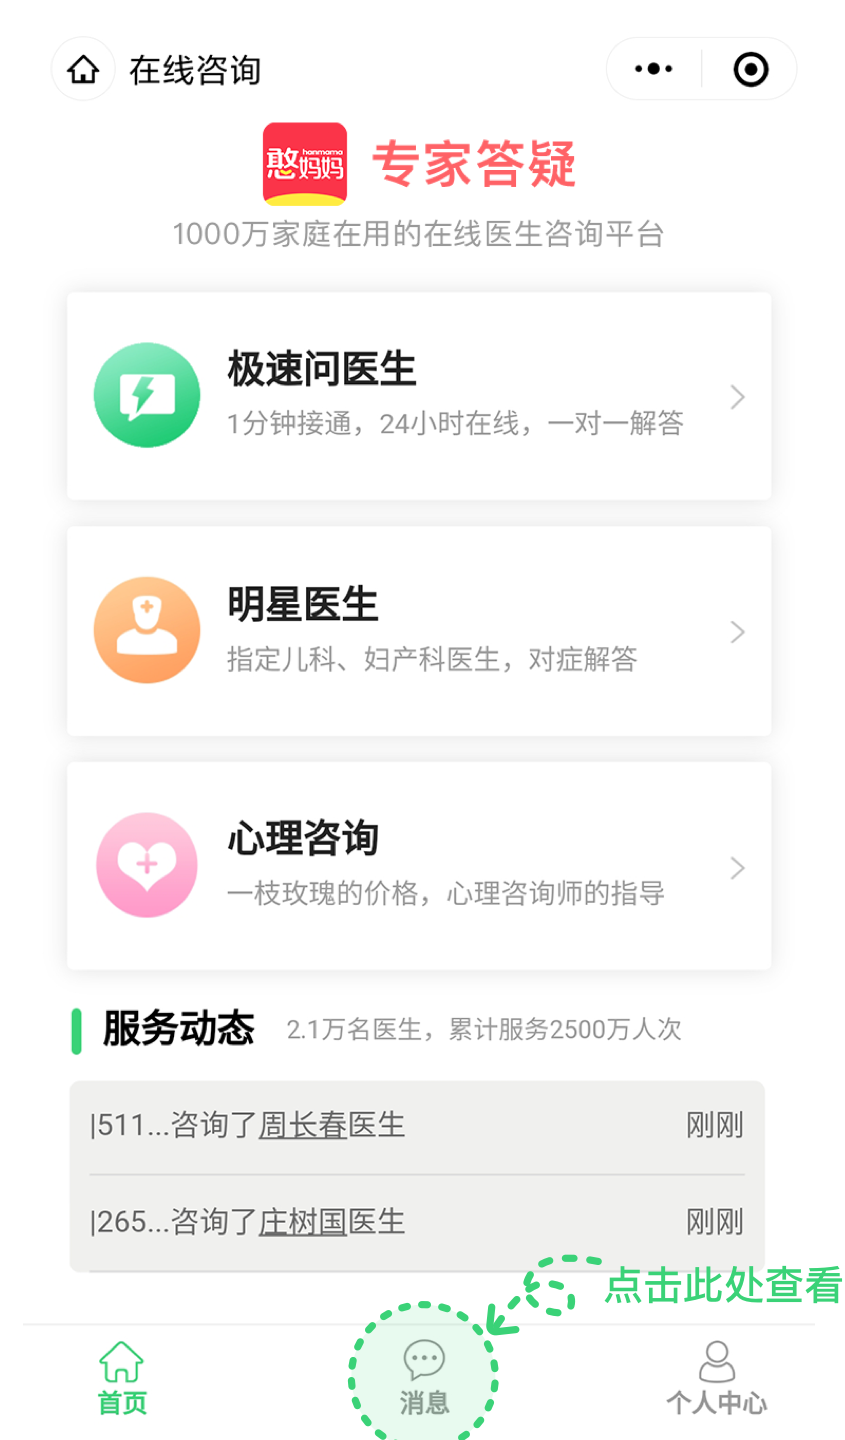 在线咨询
hanmama
憨妈妈
专家答疑
1000万家庭在用的在线医生咨询平台
极速问医生
1分钟接通，24小时在线，一对一解答
明星医生
指定儿科、妇产科医生，对症解答
心理咨询
一枝玫瑰的价格，心理咨询师的指导
服务动态 2.1万名医生，累计服务2500万人次
|511...咨询了周长春医生 刚刚
|265...咨询了庄树国医生 刚刚
点击此处查看
首页 消息 个人中心